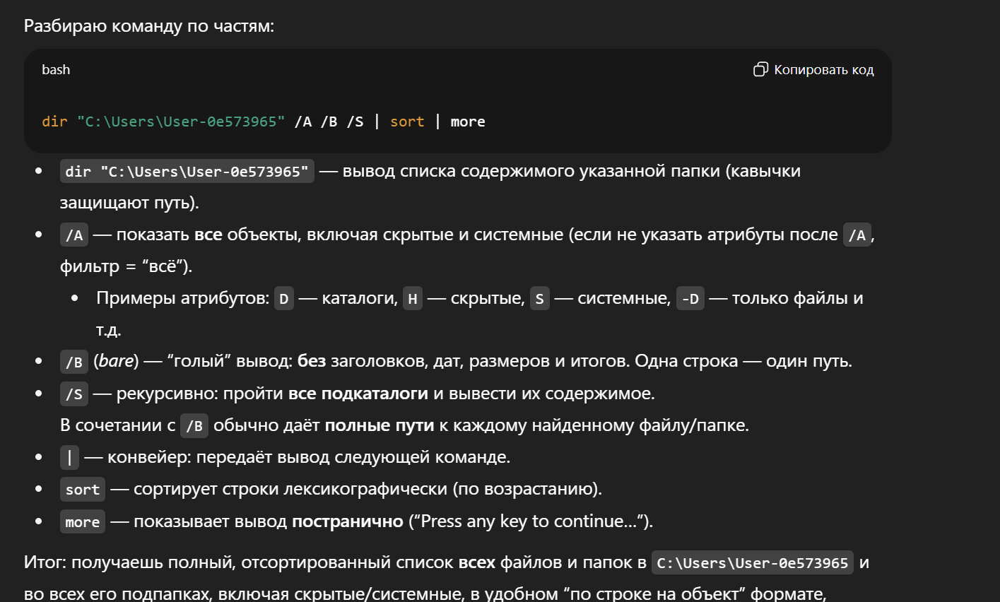 Разбираю команду по частям:
bash
Копировать код
dir "C:\Users\User-0e573965" /A /B /S | sort | more
• dir "C:\Users\User-0e573965" — вывод списка содержимого указанной папки (кавычки
защищают путь).
• /A — показать все объекты, включая скрытые и системные (если не указать атрибуты после /A,
фильтр = “всё”).
• Примеры атрибутов: D — каталоги, H — скрытые, S — системные, -D — только файлы и
т.д.
• /B (bare) — “голый” вывод: без заголовков, дат, размеров и итогов. Одна строка — один путь.
• /S — рекурсивно: пройти все подкаталоги и вывести их содержимое.
В сочетании с /B обычно даёт полные пути к каждому найденному файлу/папке.
• | — конвейер: передаёт вывод следующей команде.
• sort — сортирует строки лексикографически (по возрастанию).
• more — показывает вывод постранично (“Press any key to continue…”).
Итог: получаешь полный, отсортированный список всех файлов и папок в C:\Users\User-0e573965 и
во всех его подпапках, включая скрытые/системные, в удобном “по строке на объект” формате,